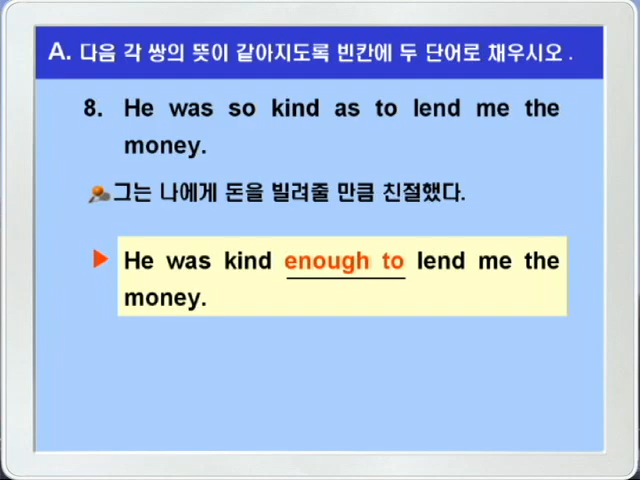 A. 다음 각 쌍의 뜻이 같아지도록 빈칸에 두 단어로 채우시오 .
8. He was so kind as to lend me the
money.
그는 나에게 돈을 빌려줄 만큼 친절했다.
He was kind enough to lend me the
money.